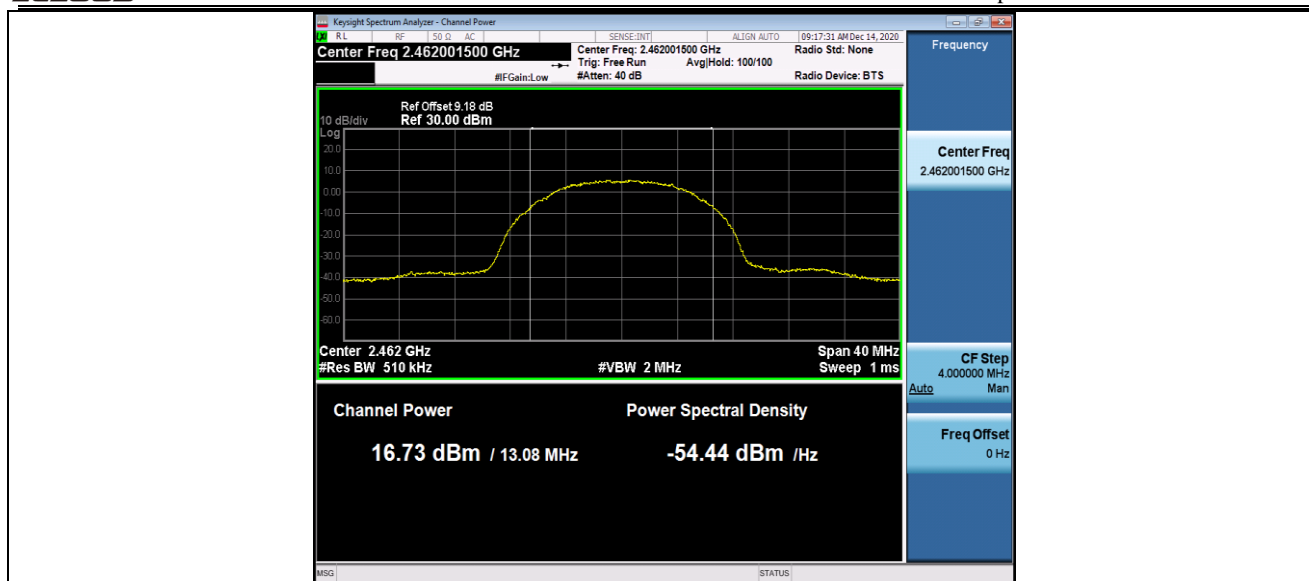 Keysight Spectrum Analyzer - Channel Power
RL RF 50 Ω AC SENSE:INT ALIGN AUTO 09:17:31 AM Dec 14, 2020
Center Freq 2.462001500 GHz
Center Freq: 2.462001500 GHz Radio Std: None
Trig: Free Run Avg|Hold: 100/100
#IFGain:Low #Atten: 40 dB Radio Device: BTS
Ref Offset 9.18 dB
10 dB/div Ref 30.00 dBm
Log
20.0
10.0
0.00
-10.0
-20.0
-30.0
-40.0
-50.0
-60.0
Center 2.462 GHz Span 40 MHz
#Res BW 510 kHz #VBW 2 MHz Sweep 1 ms
Channel Power Power Spectral Density
16.73 dBm / 13.08 MHz -54.44 dBm /Hz
MSG STATUS
Frequency
Center Freq
2.462001500 GHz
CF Step
4.000000 MHz
Auto Man
Freq Offset
0 Hz